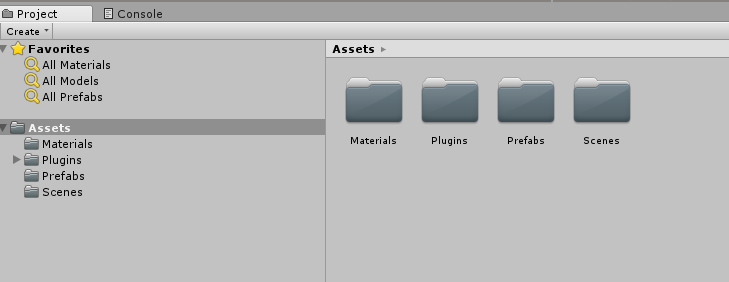 Project
Console
Create
Favorites
All Materials
All Models
All Prefabs
Assets
Materials
Plugins
Prefabs
Scenes
Assets
Materials Plugins Prefabs Scenes